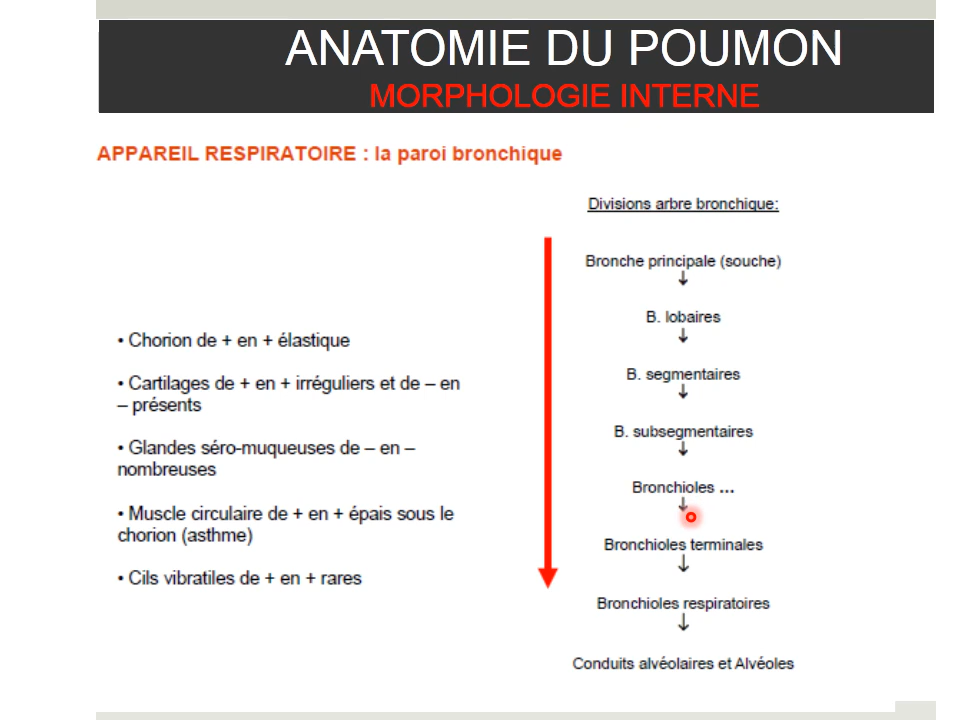 ANATOMIE DU POUMON
MORPHOLOGIE INTERNE
APPAREIL RESPIRATOIRE : la paroi bronchique
• Chorion de + en + élastique
• Cartilages de + en + irréguliers et de – en
– présents
• Glandes séro-muqueuses de – en –
nombreuses
• Muscle circulaire de + en + épais sous le
chorion (asthme)
• Cils vibratiles de + en + rares
Divisions arbre bronchique:
Bronche principale (souche)
↓
B. lobaires
↓
B. segmentaires
↓
B. subsegmentaires
↓
Bronchioles ...
↓
Bronchioles terminales
↓
Bronchioles respiratoires
↓
Conduits alvéolaires et Alvéoles